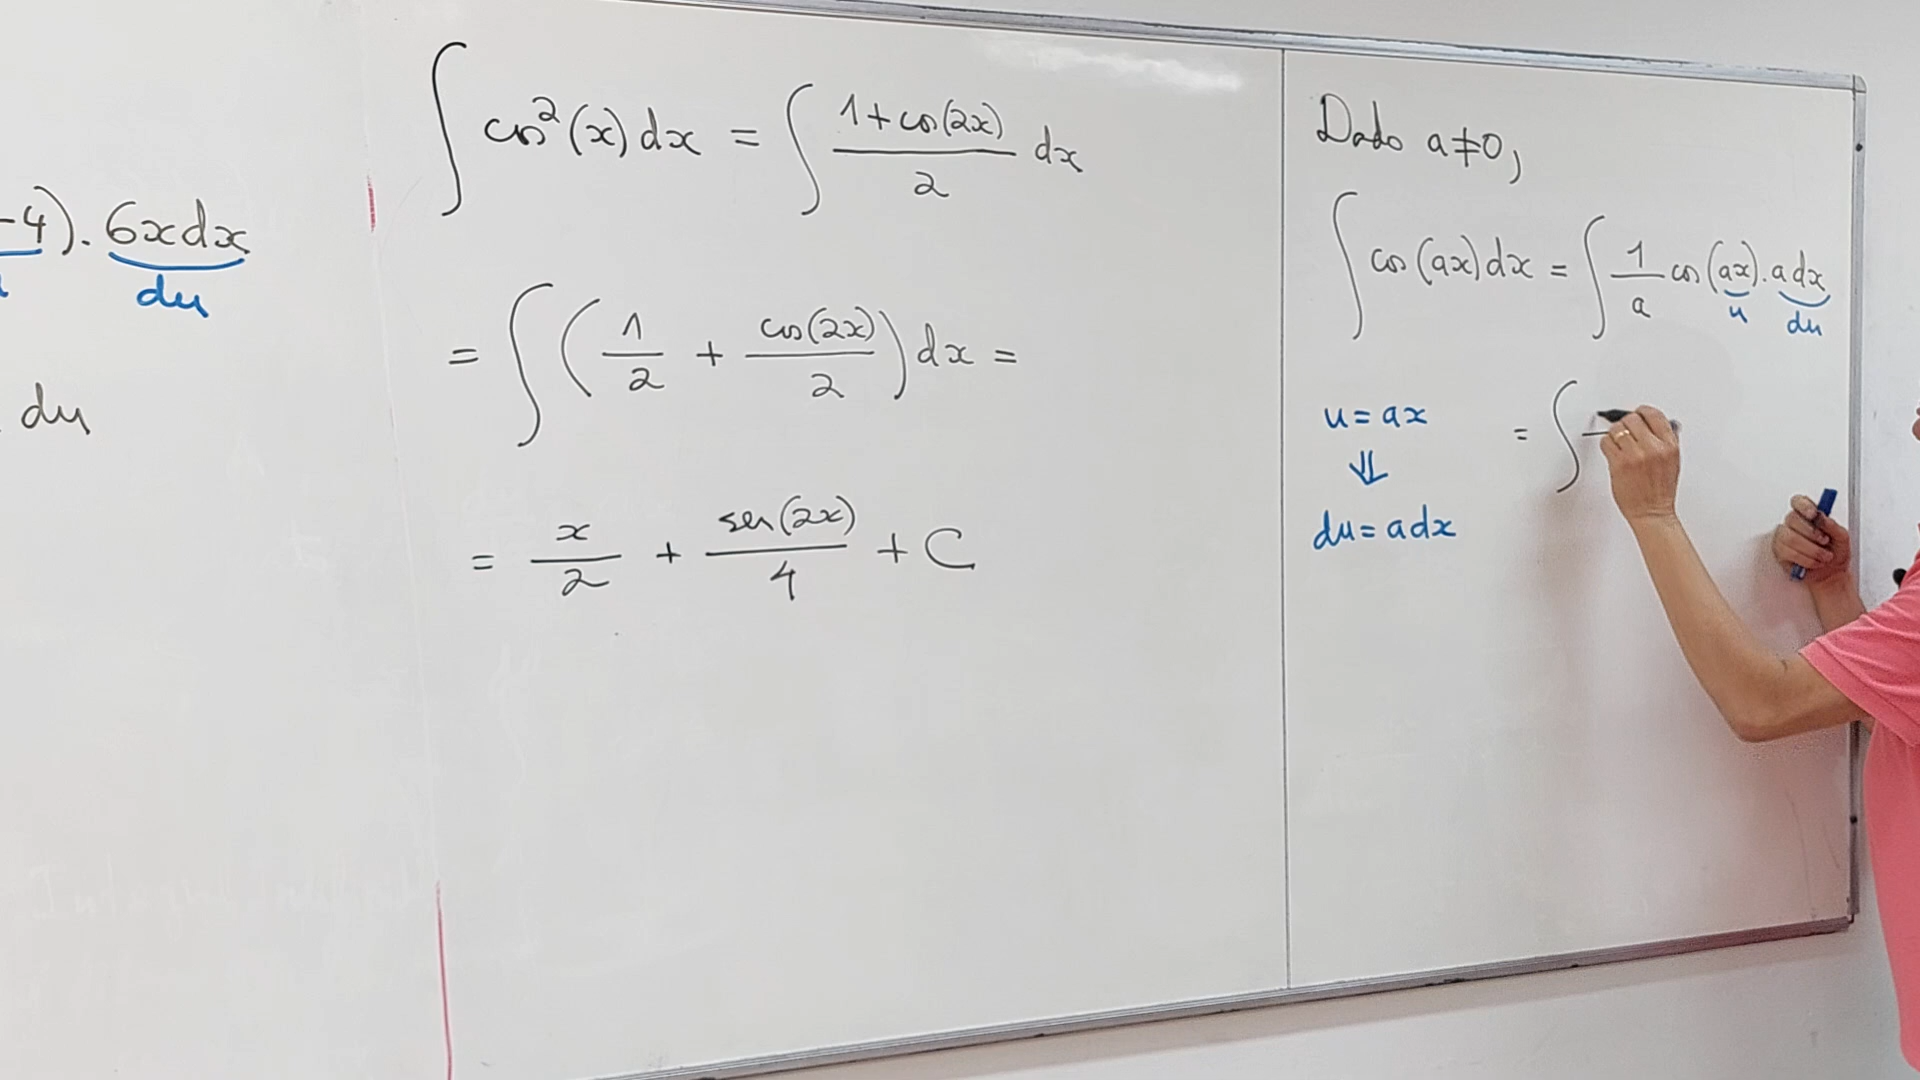 -4). 6xdx
du
du
∫ cos²(x) dx = ∫ (1+cos(2x))/2 dx
= ∫ (1/2 + cos(2x)/2) dx =
= x/2 + sen(2x)/4 + C
Dado a≠0,
∫ cos(ax)dx = ∫ 1/a cos(ax).adx
u du
u=ax
⇓
du=adx
= ∫